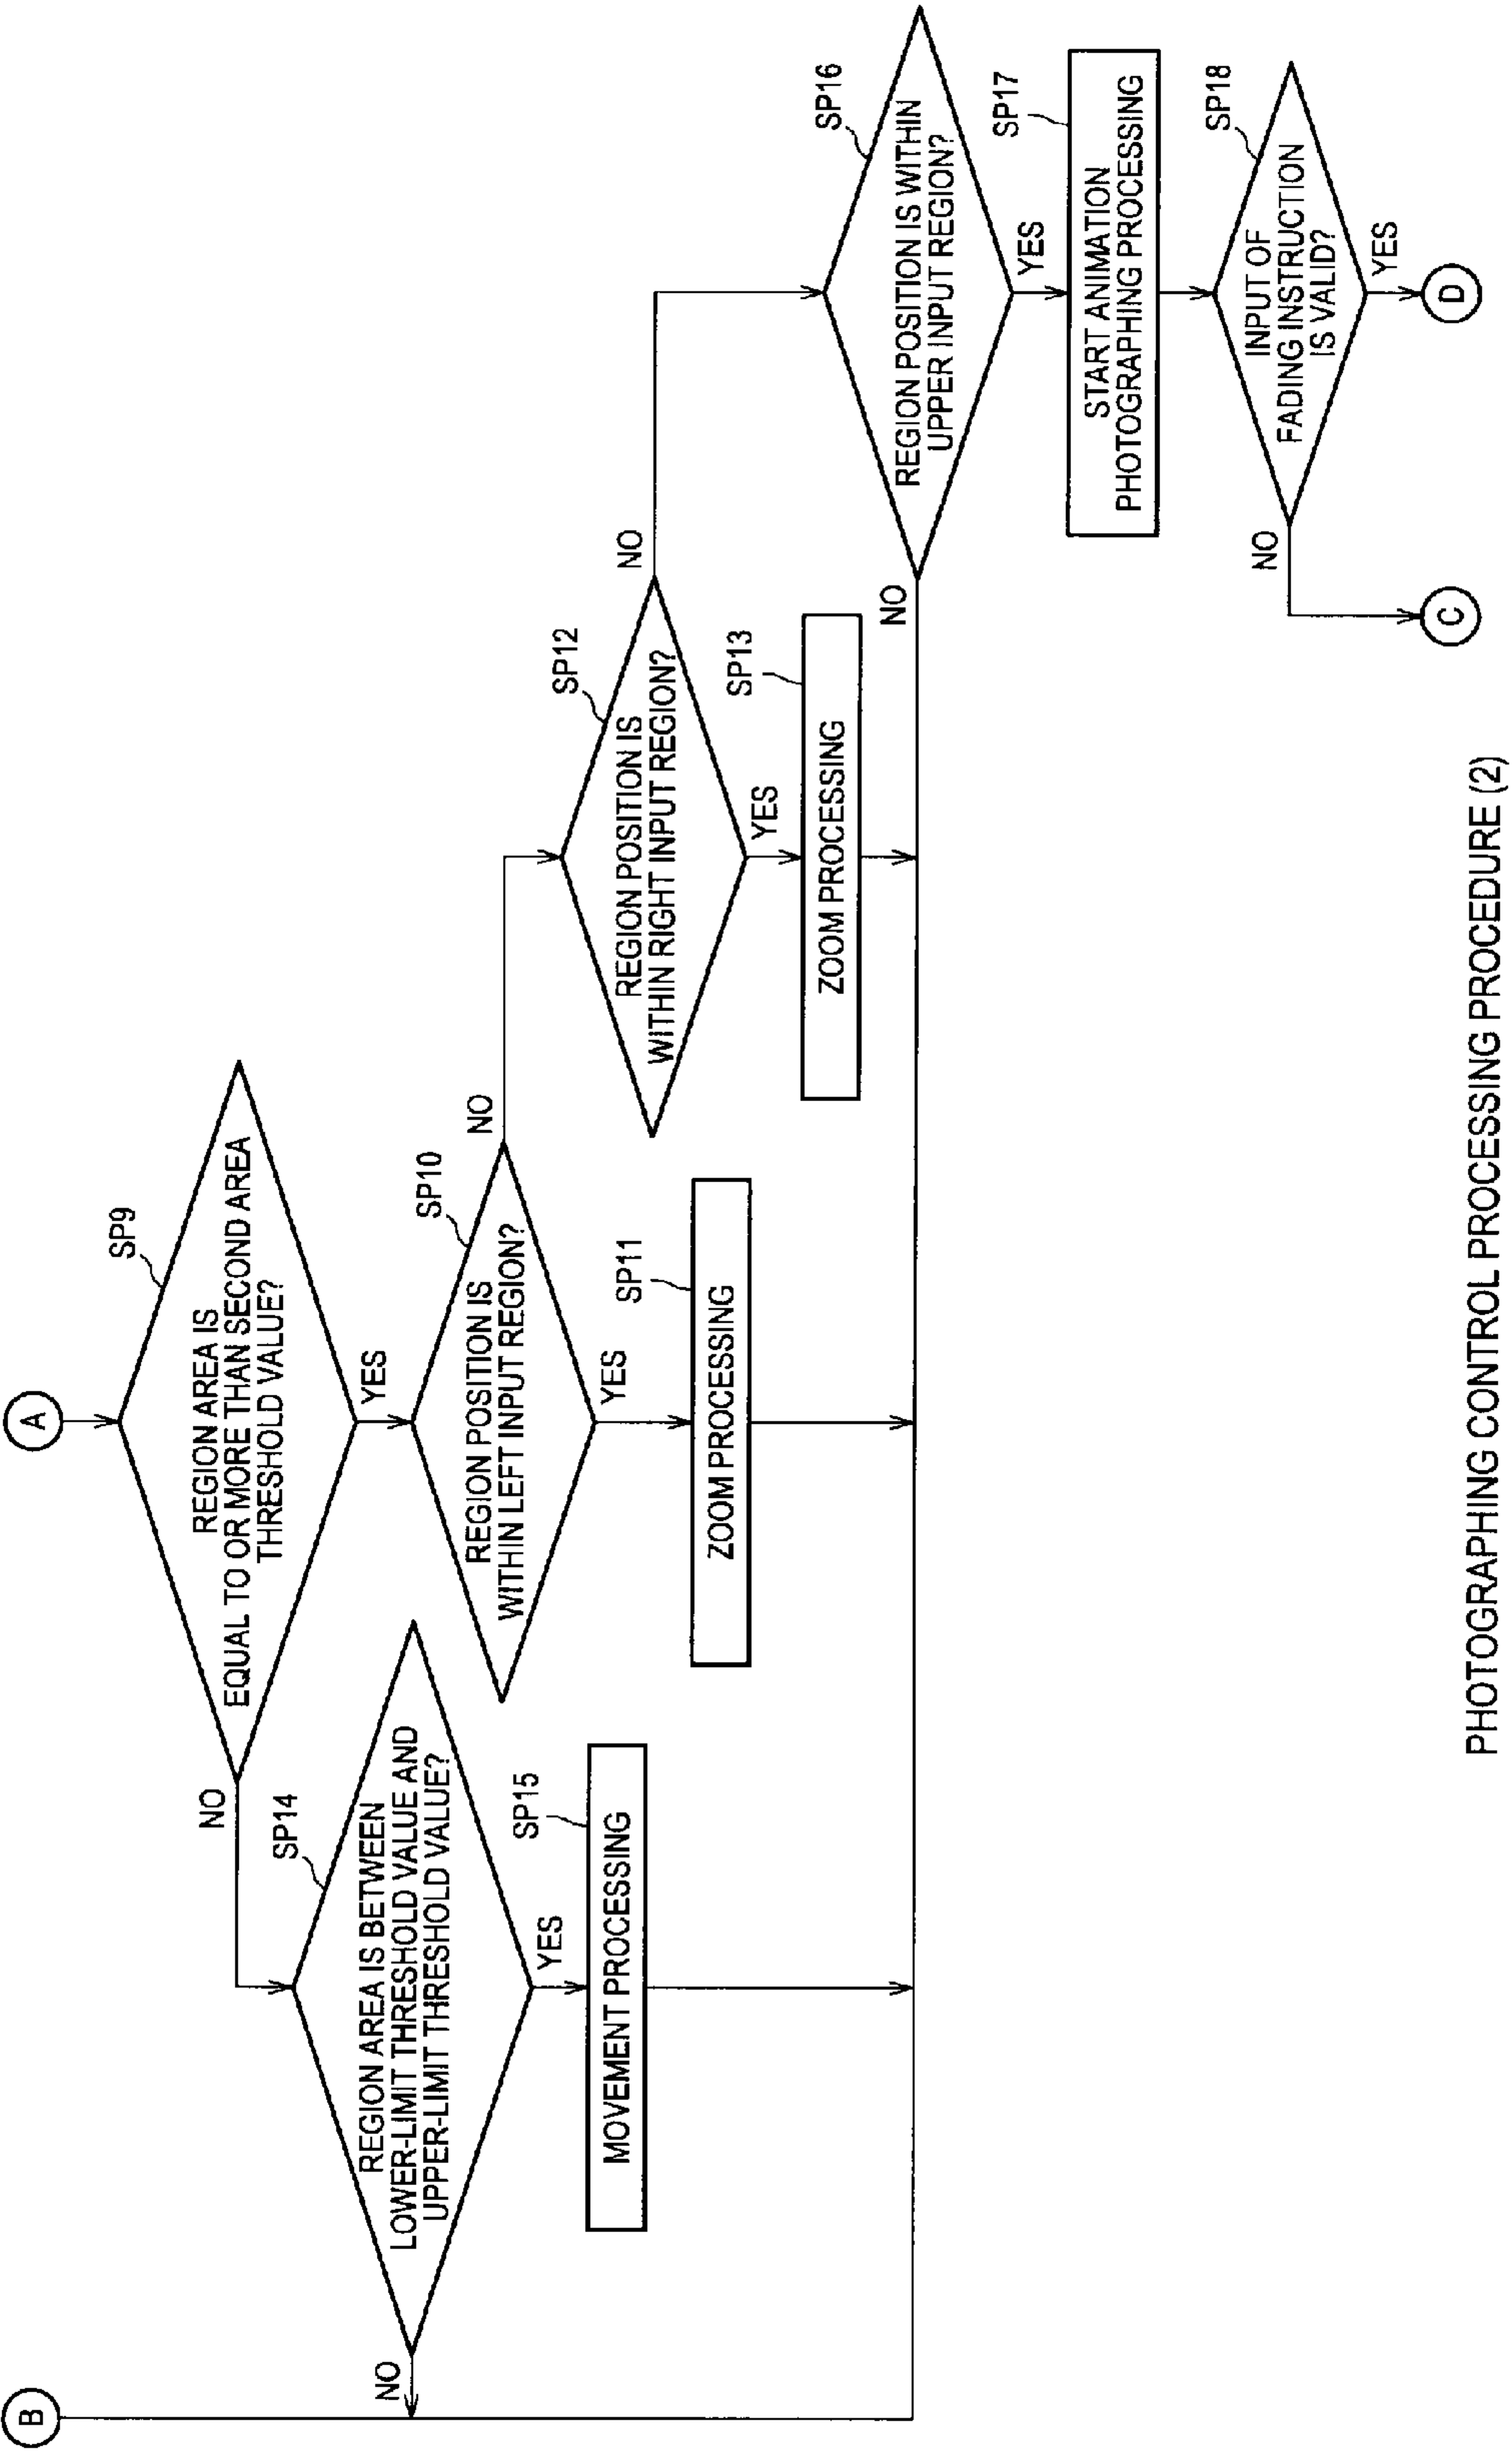 A
SP9
REGION AREA IS
EQUAL TO OR MORE THAN SECOND AREA
THRESHOLD VALUE?
NO
YES
SP14
REGION AREA IS BETWEEN
LOWER-LIMIT THRESHOLD VALUE AND
UPPER-LIMIT THRESHOLD VALUE?
NO
YES
SP15
MOVEMENT PROCESSING
B
SP10
REGION POSITION IS
WITHIN LEFT INPUT REGION?
NO
YES
SP11
ZOOM PROCESSING
SP12
REGION POSITION IS
WITHIN RIGHT INPUT REGION?
NO
YES
SP13
ZOOM PROCESSING
SP16
REGION POSITION IS WITHIN
UPPER INPUT REGION?
NO
YES
SP17
START ANIMATION
PHOTOGRAPHING PROCESSING
SP18
INPUT OF
FADING INSTRUCTION
IS VALID?
NO
YES
C
D
PHOTOGRAPHING CONTROL PROCESSING PROCEDURE (2)